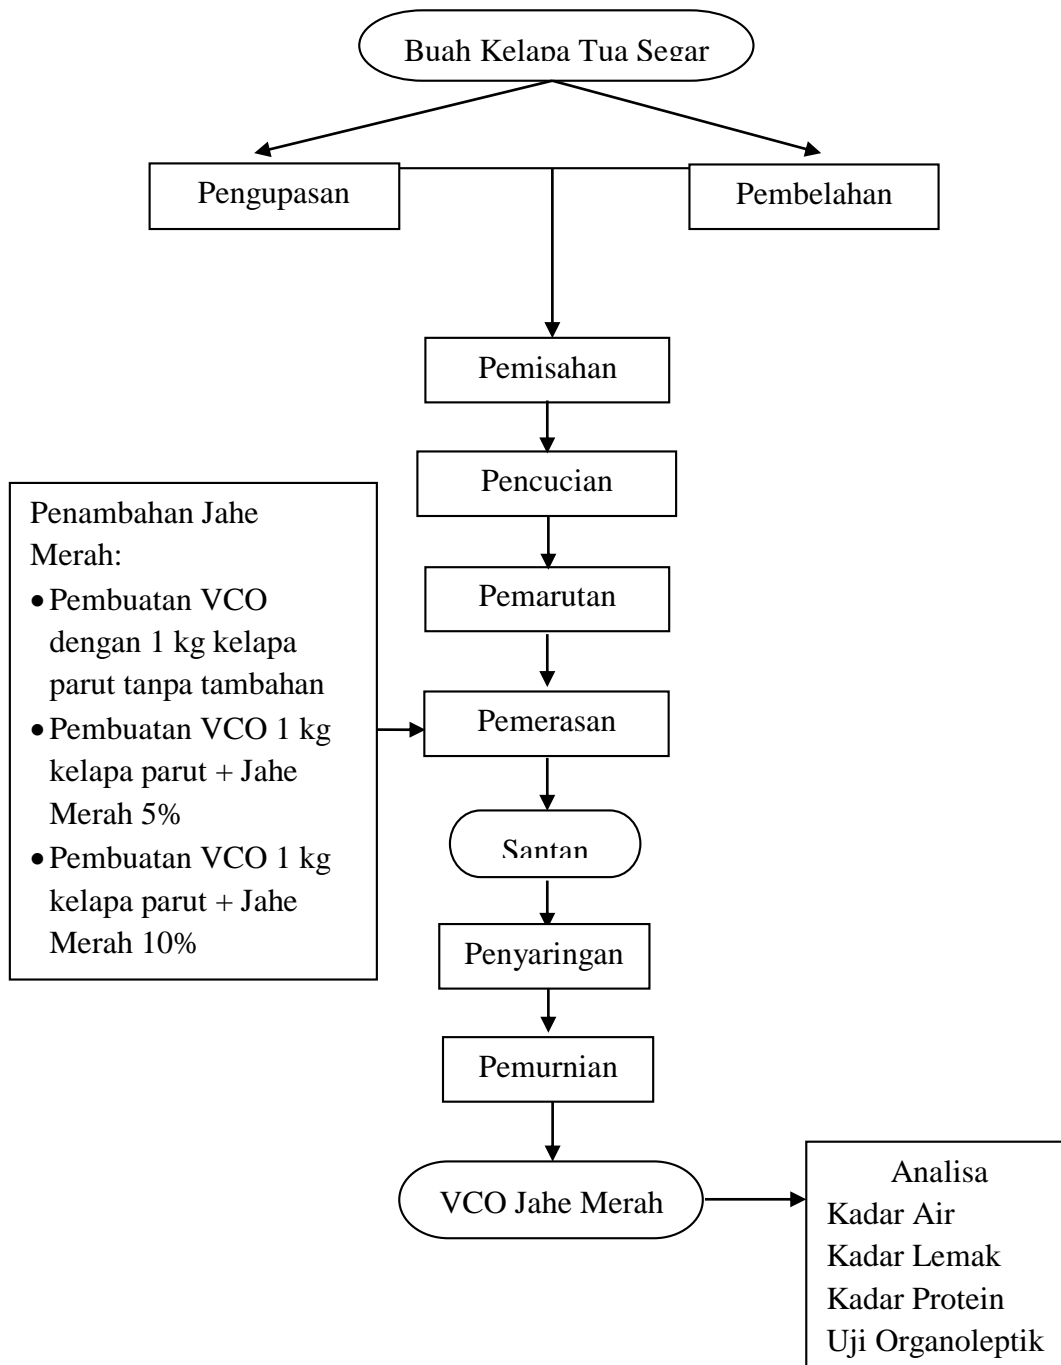 Buah Kelapa Tua Segar
Pengupasan
Pembelahan
Pemisahan
Pencucian
Pemarutan
Penambahan Jahe
Merah:
• Pembuatan VCO
dengan 1 kg kelapa
parut tanpa tambahan
• Pembuatan VCO 1 kg
kelapa parut + Jahe
Merah 5%
• Pembuatan VCO 1 kg
kelapa parut + Jahe
Merah 10%
Pemerasan
Santan
Penyaringan
Pemurnian
VCO Jahe Merah
Analisa
Kadar Air
Kadar Lemak
Kadar Protein
Uji Organoleptik